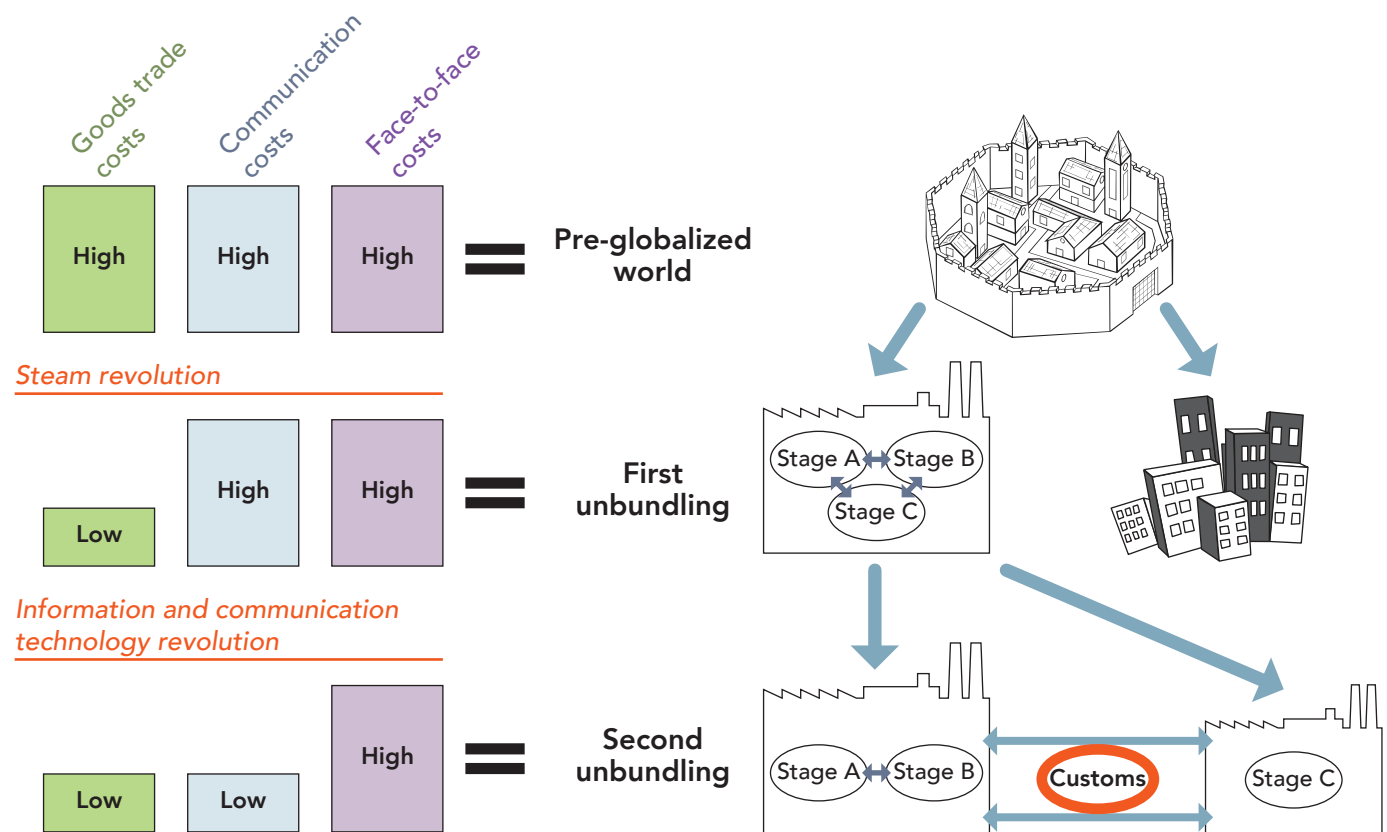 Goods trade
costs
Communication
costs
Face-to-face
costs
High
High
High
Pre-globalized
world
Steam revolution
Low
High
High
First
unbundling
Stage A
Stage B
Stage C
Information and communication
technology revolution
Low
Low
High
Second
unbundling
Stage A
Stage B
Customs
Stage C